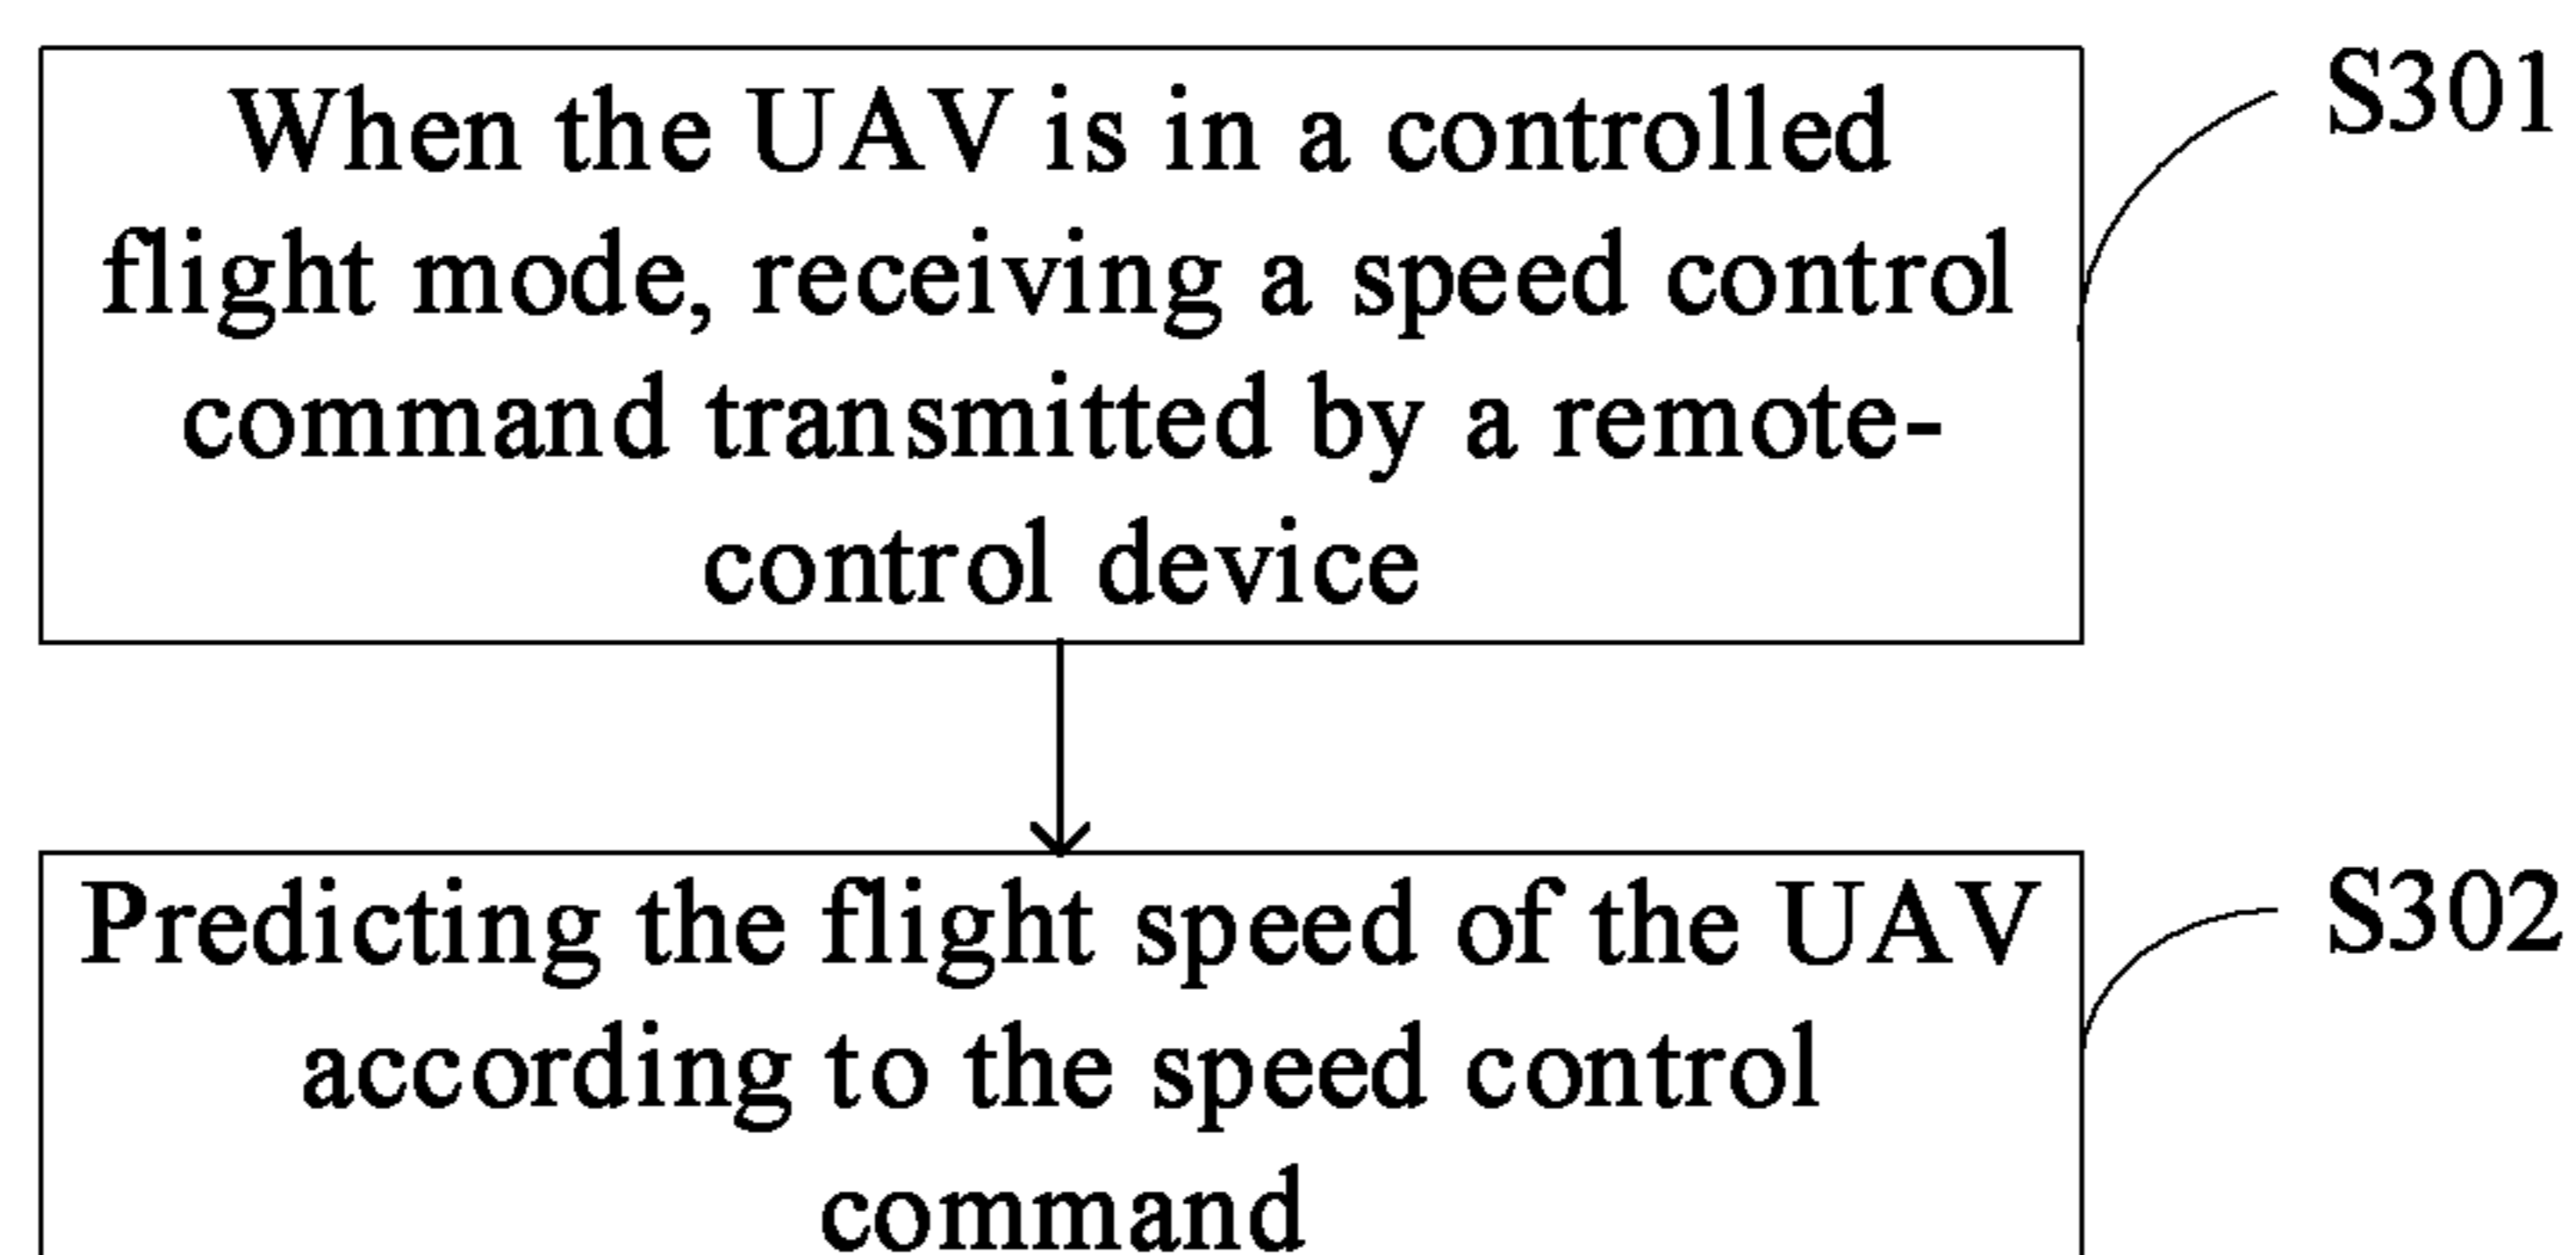 When the UAV is in a controlled
flight mode, receiving a speed control
command transmitted by a remote-
control device
S301
Predicting the flight speed of the UAV
according to the speed control
command
S302